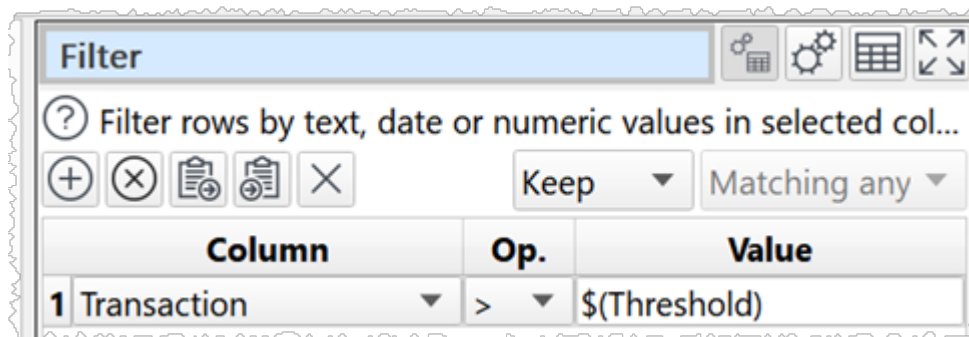 Filter
Filter rows by text, date or numeric values in selected col...
Keep Matching any
Column Op. Value
1 Transaction > $(Threshold)